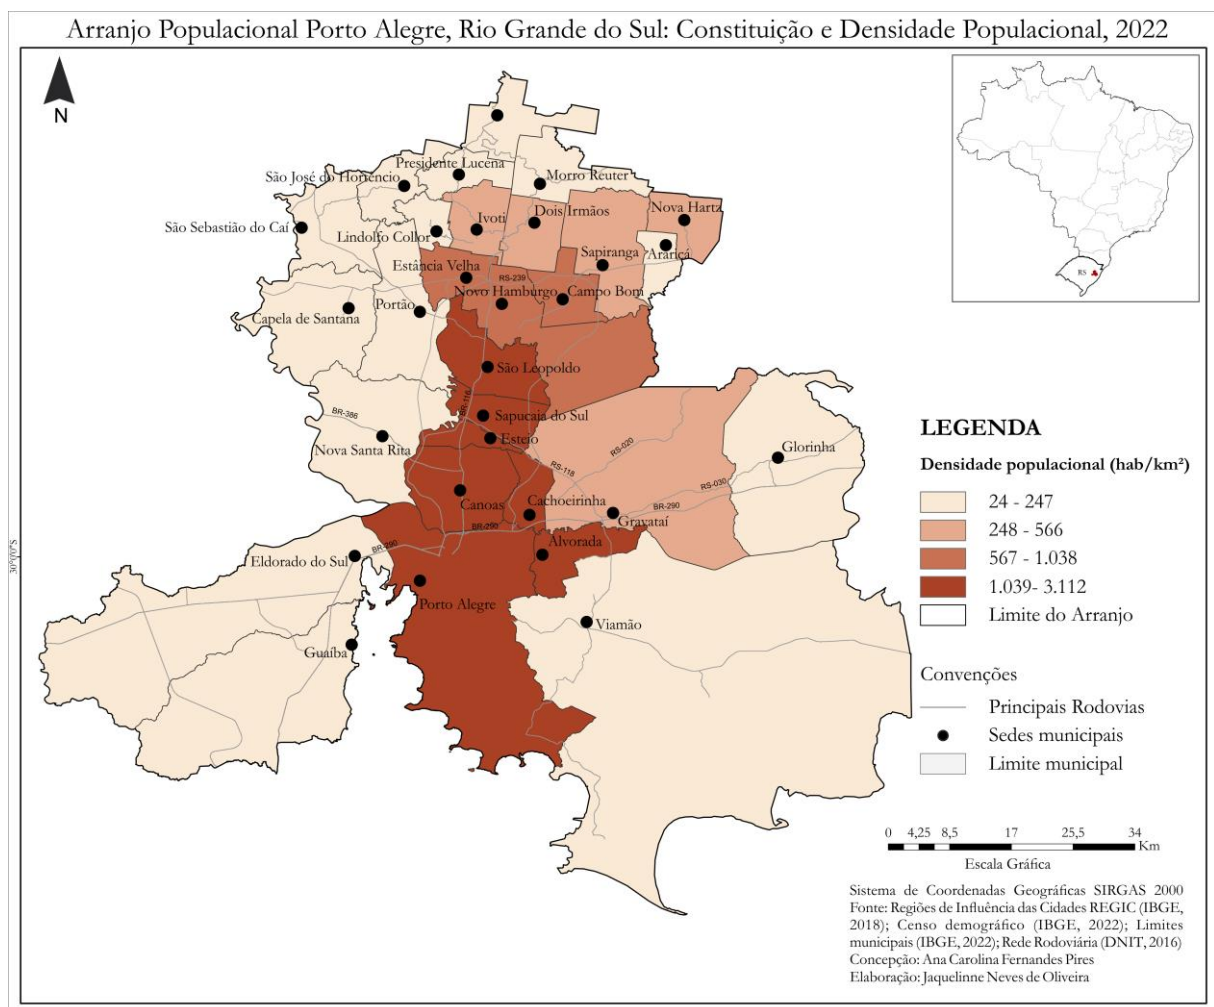 Arranjo Populacional Porto Alegre, Rio Grande do Sul: Constituição e Densidade Populacional, 2022
N
Presidente Lucena
São José do Hortêncio
Morro Reuter
São Sebastião do Caí
Lindolfo Collor
Ivoti
Dois Irmãos
Nova Hartz
Estância Velha
Sapiranga
Araricá
RS-239
Novo Hamburgo
Campo Bom
Capela de Santana
Portão
São Leopoldo
BR-116
BR-386
Sapucaia do Sul
Nova Santa Rita
Esteio
RS-020
RS-118
Glorinha
RS-030
Canoas
Cachoeirinha
Gravataí
BR-290
BR-290
Alvorada
BR-290
Eldorado do Sul
30°0'0"S
Porto Alegre
Viamão
Guaíba
RS
LEGENDA
Densidade populacional (hab/km²)
24 - 247
248 - 566
567 - 1.038
1.039- 3.112
Limite do Arranjo
Convenções
Principais Rodovias
Sedes municipais
Limite municipal
0 4,25 8,5 17 25,5 34
Km
Escala Gráfica
Sistema de Coordenadas Geográficas SIRGAS 2000
Fonte: Regiões de Influência das Cidades REGIC (IBGE,
2018); Censo demográfico (IBGE, 2022); Limites
municipais (IBGE, 2022); Rede Rodoviária (DNIT, 2016)
Concepção: Ana Carolina Fernandes Pires
Elaboração: Jaquelinne Neves de Oliveira